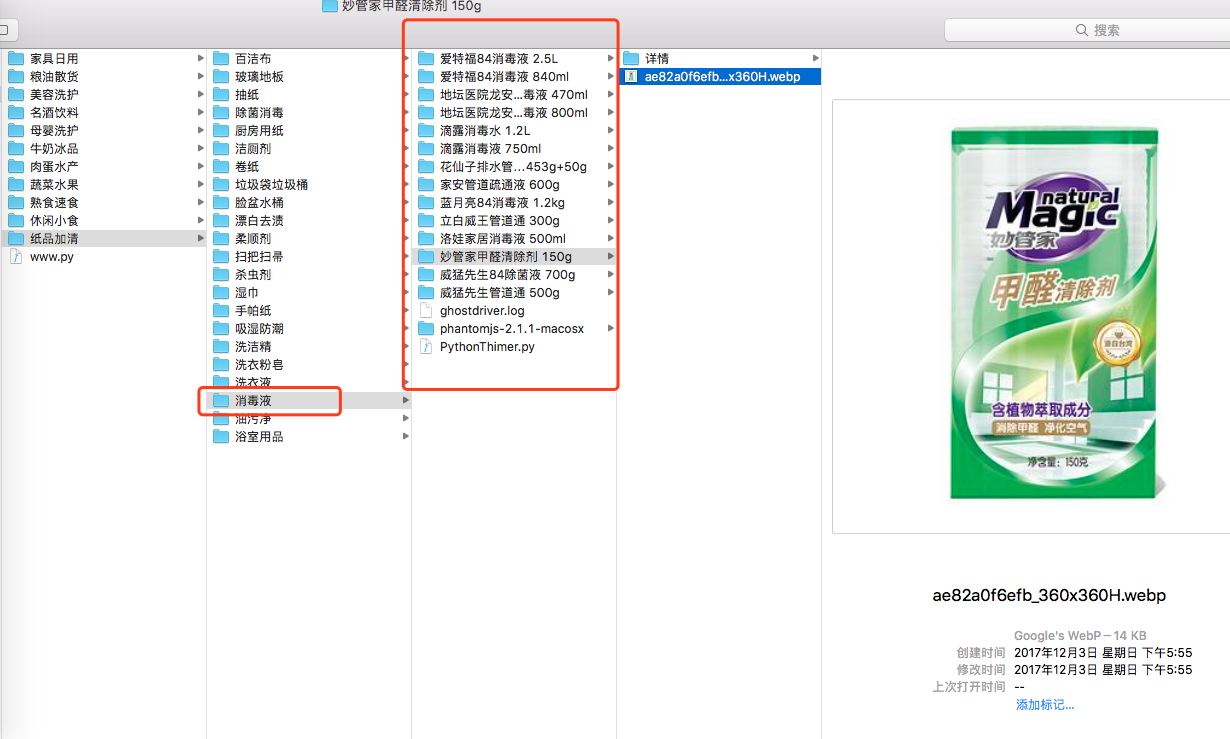 妙管家甲醛清除剂 150g
搜索
家具日用
粮油散货
美容洗护
名酒饮料
母婴洗护
牛奶冰品
肉蛋水产
蔬菜水果
熟食速食
休闲小食
纸品加清
www.py
百洁布
玻璃地板
抽纸
除菌消毒
厨房用纸
洁厕剂
卷纸
垃圾袋垃圾桶
脸盆水桶
漂白去渍
柔顺剂
扫把扫帚
杀虫剂
湿巾
手帕纸
吸湿防潮
洗洁精
洗衣粉皂
洗衣液
消毒液
油污净
浴室用品
爱特福84消毒液 2.5L
爱特福84消毒液 840ml
地坛医院龙安...毒液 470ml
地坛医院龙安...毒液 800ml
滴露消毒水 1.2L
滴露消毒液 750ml
花仙子排水管...453g+50g
家安管道疏通液 600g
蓝月亮84消毒液 1.2kg
立白威王管道通 300g
洛娃家居消毒液 500ml
妙管家甲醛清除剂 150g
威猛先生84除菌液 700g
威猛先生管道通 500g
ghostdriver.log
phantomjs-2.1.1-macosx
PythonThimer.py
详情
ae82a0f6efb...x360H.webp
natural
Magic
妙管家
甲醛清除剂
源自台湾
含植物萃取成分
消除甲醛 净化空气
净含量：150克
ae82a0f6efb_360x360H.webp
Google's WebP – 14 KB
创建时间 2017年12月3日 星期日 下午5:55
修改时间 2017年12月3日 星期日 下午5:55
上次打开时间 --
添加标记...